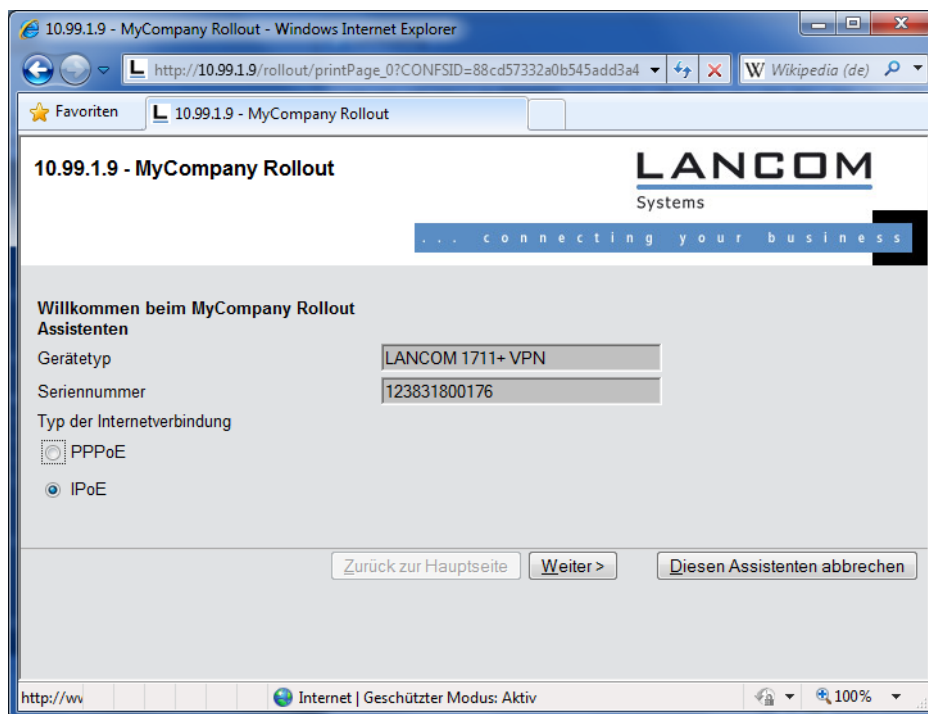 10.99.1.9 - MyCompany Rollout - Windows Internet Explorer
http://10.99.1.9/rollout/printPage_0?CONFSID=88cd57332a0b545add3a4
W Wikipedia (de)
Favoriten
10.99.1.9 - MyCompany Rollout
10.99.1.9 - MyCompany Rollout
LANCOM
Systems
... connecting your business
Willkommen beim MyCompany Rollout
Assistenten
Gerätetyp LANCOM 1711+ VPN
Seriennummer 123831800176
Typ der Internetverbindung
PPPoE
IPoE
Zurück zur Hauptseite Weiter > Diesen Assistenten abbrechen
http://wv Internet | Geschützter Modus: Aktiv 100%